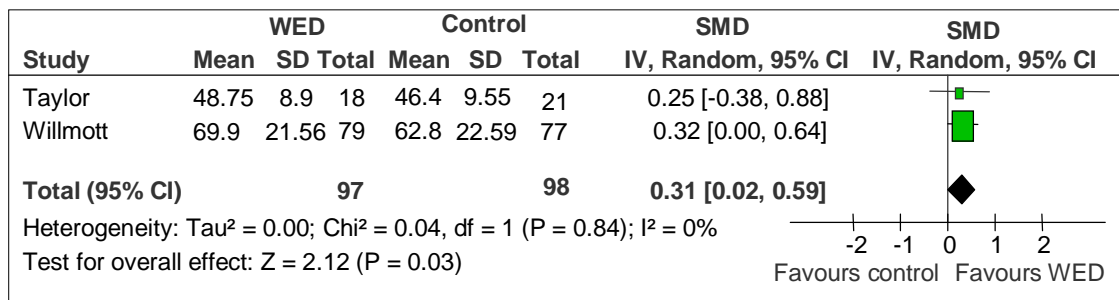 WED Control SMD SMD
Study Mean SD Total Mean SD Total IV, Random, 95% CI IV, Random, 95% CI
Taylor 48.75 8.9 18 46.4 9.55 21 0.25 [-0.38, 0.88]
Willmott 69.9 21.56 79 62.8 22.59 77 0.32 [0.00, 0.64]
Total (95% CI) 97 98 0.31 [0.02, 0.59]
Heterogeneity: Tau² = 0.00; Chi² = 0.04, df = 1 (P = 0.84); I² = 0%
-2 -1 0 1 2
Test for overall effect: Z = 2.12 (P = 0.03)
Favours control Favours WED